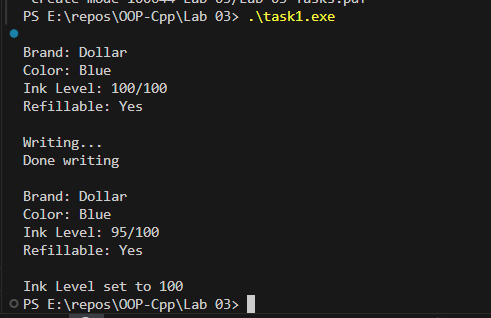 create mode 100644 Lab 03/Lab 03 Tasks.pdf
PS E:\repos\OOP-Cpp\Lab 03> .\task1.exe
Brand: Dollar
Color: Blue
Ink Level: 100/100
Refillable: Yes
Writing...
Done writing
Brand: Dollar
Color: Blue
Ink Level: 95/100
Refillable: Yes
Ink Level set to 100
PS E:\repos\OOP-Cpp\Lab 03>